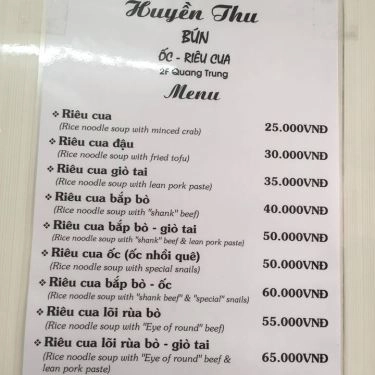 Huyền Thu
BÚN
ỐC - RIÊU CUA
2F Quang Trung
Menu
❖ Riêu cua 25.000VNĐ
(Rice noodle soup with minced crab)
❖ Riêu cua đậu 30.000VNĐ
(Rice noodle soup with fried tofu)
❖ Riêu cua giò tai 35.000VNĐ
(Rice noodle soup with lean pork paste)
❖ Riêu cua bắp bò 40.000VNĐ
(Rice noodle soup with "shank" beef)
❖ Riêu cua bắp bò - giò tai 50.000VNĐ
(Rice noodle soup with "shank" beef & lean pork paste)
❖ Riêu cua ốc (ốc nhồi quê) 50.000VNĐ
(Rice noodle soup with special snails)
❖ Riêu cua bắp bò - ốc 60.000VNĐ
(Rice noodle soup with "shank beef" & "special" snails)
❖ Riêu cua lõi rùa bò 55.000VNĐ
(Rice noodle soup with "Eye of round" beef)
❖ Riêu cua lõi rùa bò - giò tai 65.000VNĐ
(Rice noodle soup with "Eye of round" beef &
lean pork paste)